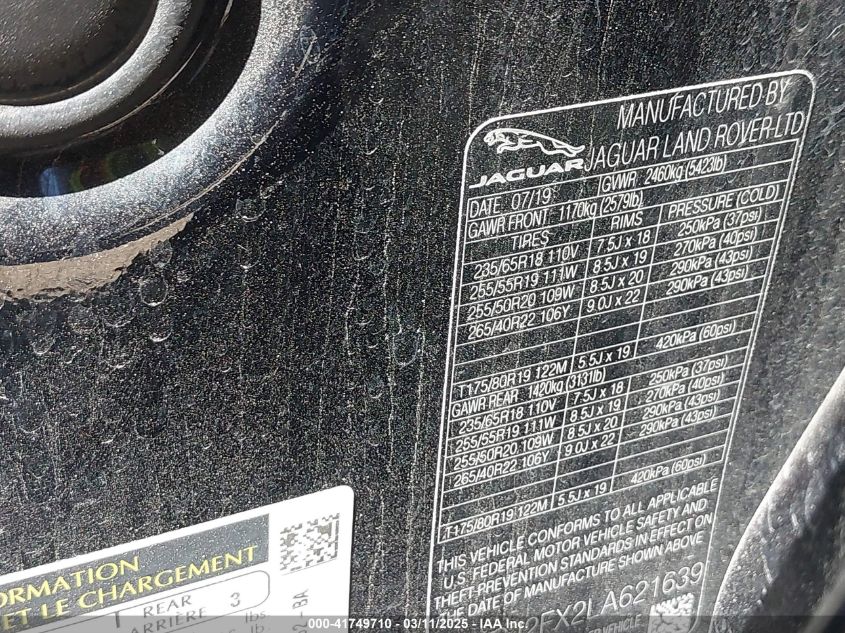 MANUFACTURED BY
JAGUAR LAND ROVER LTD
JAGUAR
DATE 07/19 GVWR 2460kg (5423lb)
GAWR FRONT 1170kg (2579lb)
TIRES RIMS PRESSURE (COLD)
235/65R18 110V 7.5J x 18 250kPa (37psi)
255/55R19 111W 8.5J x 19 270kPa (40psi)
255/50R20 109W 8.5J x 20 290kPa (43psi)
265/40R22 106Y 9.0J x 22 290kPa (43psi)
T175/80R19 122M 5.5J x 19 420kPa (60psi)
GAWR REAR 1420kg (3131lb)
235/65R18 110V 7.5J x 18 250kPa (37psi)
255/55R19 111W 8.5J x 19 270kPa (40psi)
255/50R20 109W 8.5J x 20 290kPa (43psi)
265/40R22 106Y 9.0J x 22 290kPa (43psi)
T175/80R19 122M 5.5J x 19 420kPa (60psi)
THIS VEHICLE CONFORMS TO ALL APPLICABLE
U.S. FEDERAL MOTOR VEHICLE SAFETY AND
THEFT-PREVENTION STANDARDS IN EFFECT ON
THE DATE OF MANUFACTURE SHOWN ABOVE
2FX2LA621639
ORMATION
ET LE CHARGEMENT
REAR 3
ARRIÈRE
lbs.
52-BA
000-41749710 - 03/11/2025 - IAA Inc.